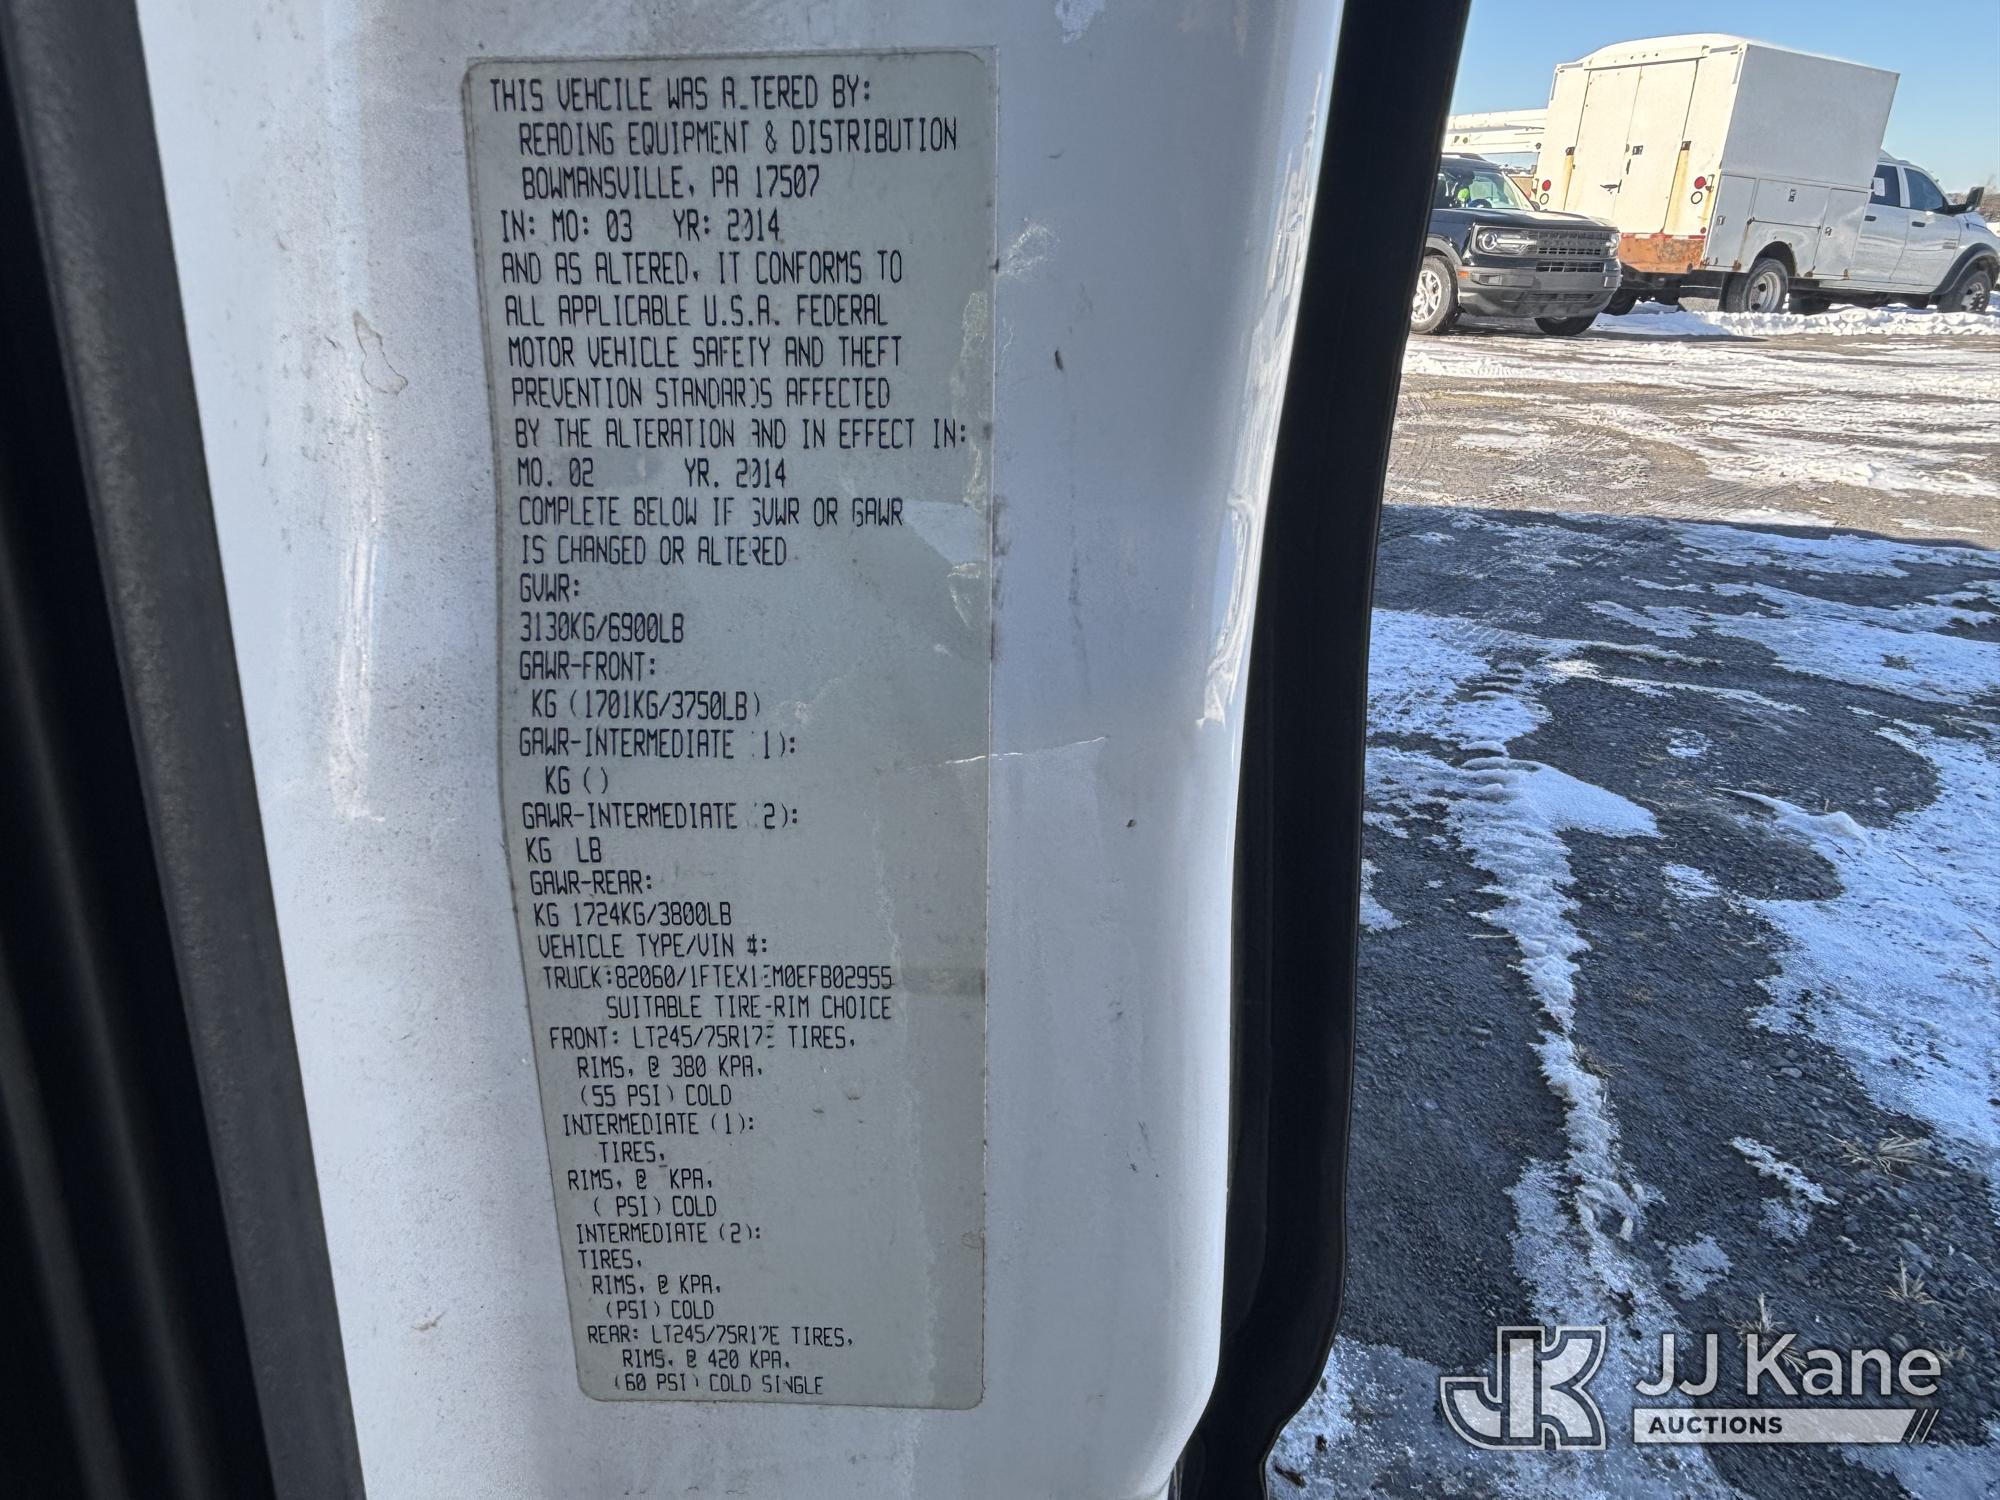 THIS VEHCILE WAS ALTERED BY:
READING EQUIPMENT & DISTRIBUTION
BOWMANSVILLE, PA 17507
IN: MO: 03 YR: 2014
AND AS ALTERED, IT CONFORMS TO
ALL APPLICABLE U.S.A. FEDERAL
MOTOR VEHICLE SAFETY AND THEFT
PREVENTION STANDARDS AFFECTED
BY THE ALTERATION AND IN EFFECT IN:
MO. 02 YR. 2014
COMPLETE BELOW IF GVWR OR GAWR
IS CHANGED OR ALTERED
GVWR:
3130KG/6900LB
GAWR-FRONT:
KG (1701KG/3750LB)
GAWR-INTERMEDIATE (1):
KG ()
GAWR-INTERMEDIATE (2):
KG LB
GAWR-REAR:
KG 1724KG/3800LB
VEHICLE TYPE/VIN #:
TRUCK:82060/1FTEX1EM0EFB02955
SUITABLE TIRE-RIM CHOICE
FRONT: LT245/75R17E TIRES,
RIMS, @ 380 KPA,
(55 PSI) COLD
INTERMEDIATE (1):
TIRES,
RIMS, @ KPA,
( PSI) COLD
INTERMEDIATE (2):
TIRES,
RIMS, @ KPA,
(PSI) COLD
REAR: LT245/75R17E TIRES,
RIMS, @ 420 KPA,
(60 PSI) COLD SINGLE
JK JJ Kane
AUCTIONS